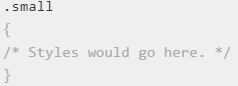 .small
{
/* Styles would go here. */
}